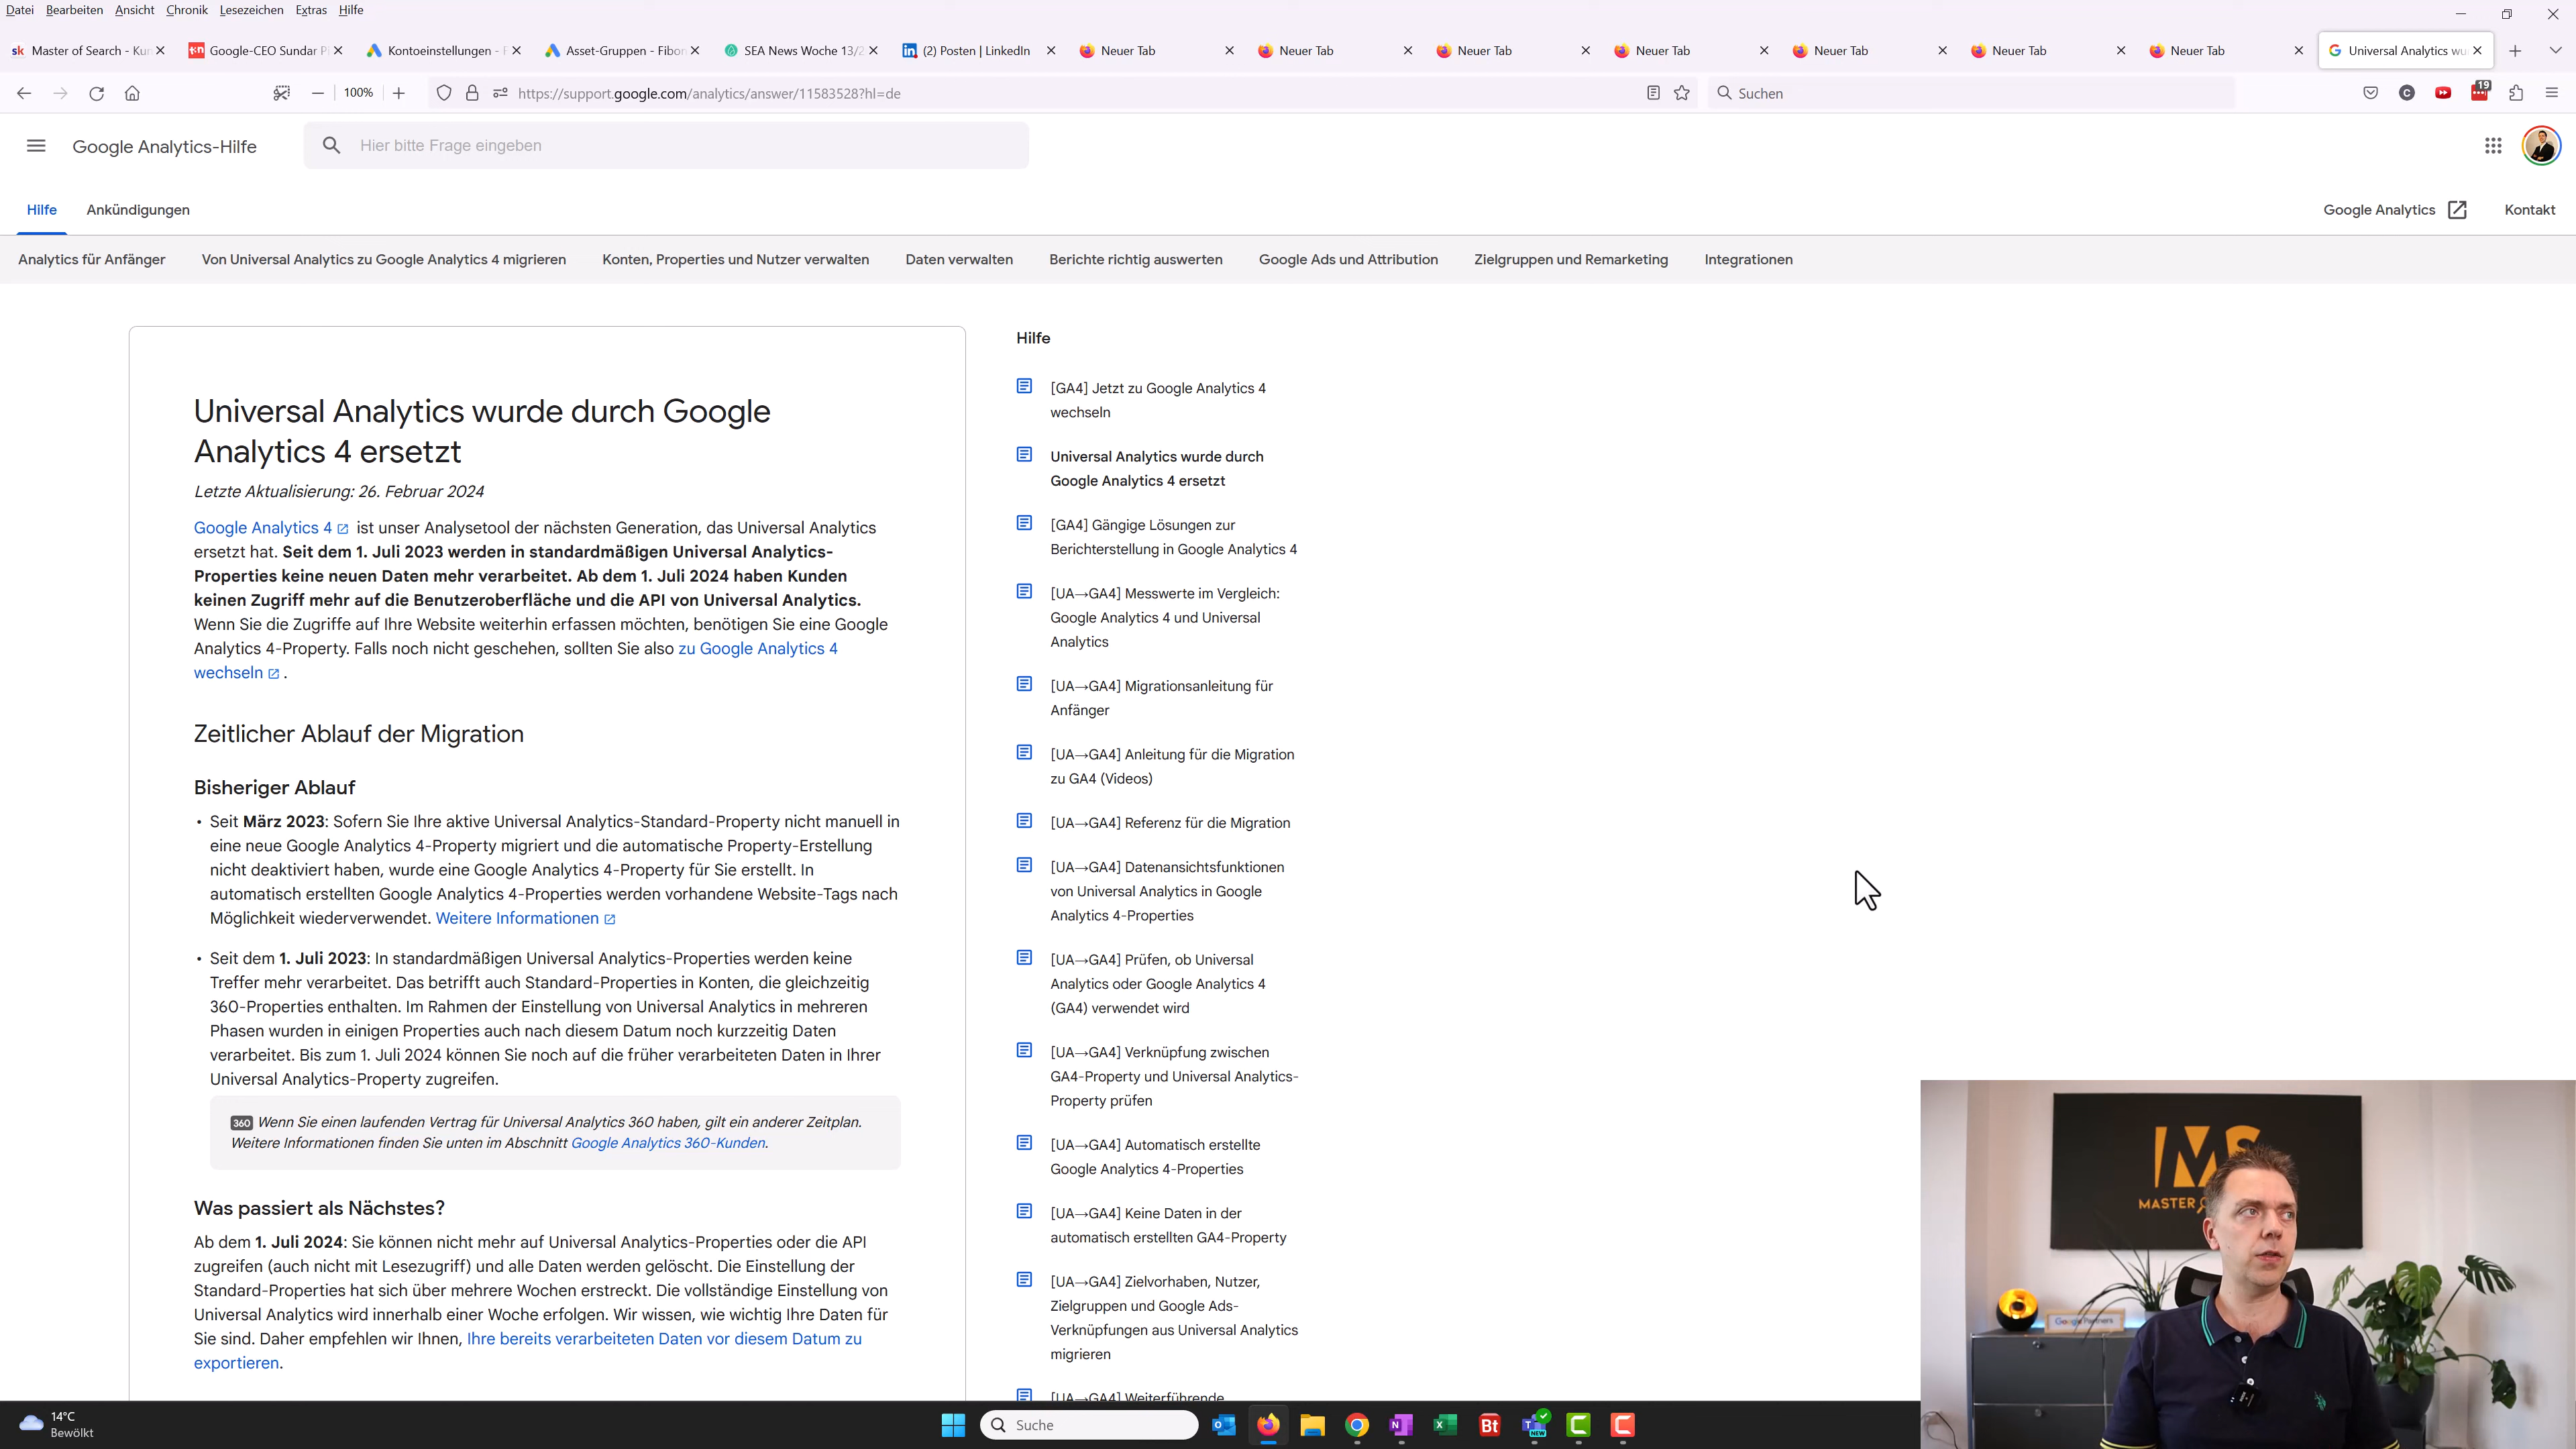 Datei Bearbeiten Ansicht Chronik Lesezeichen Extras Hilfe
Master of Search - Kun Google-CEO Sundar Pi Kontoeinstellungen - F Asset-Gruppen - Fibor SEA News Woche 13/2 (2) Posten | LinkedIn Neuer Tab Neuer Tab Neuer Tab Neuer Tab Neuer Tab Neuer Tab Neuer Tab Universal Analytics wu
100% https://support.google.com/analytics/answer/11583528?hl=de Suchen 19
Google Analytics-Hilfe Hier bitte Frage eingeben
Hilfe Ankündigungen Google Analytics Kontakt
Analytics für Anfänger Von Universal Analytics zu Google Analytics 4 migrieren Konten, Properties und Nutzer verwalten Daten verwalten Berichte richtig auswerten Google Ads und Attribution Zielgruppen und Remarketing Integrationen
Universal Analytics wurde durch Google
Analytics 4 ersetzt
Letzte Aktualisierung: 26. Februar 2024
Google Analytics 4 ist unser Analysetool der nächsten Generation, das Universal Analytics
ersetzt hat. Seit dem 1. Juli 2023 werden in standardmäßigen Universal Analytics-
Properties keine neuen Daten mehr verarbeitet. Ab dem 1. Juli 2024 haben Kunden
keinen Zugriff mehr auf die Benutzeroberfläche und die API von Universal Analytics.
Wenn Sie die Zugriffe auf Ihre Website weiterhin erfassen möchten, benötigen Sie eine Google
Analytics 4-Property. Falls noch nicht geschehen, sollten Sie also zu Google Analytics 4
wechseln .
Zeitlicher Ablauf der Migration
Bisheriger Ablauf
• Seit März 2023: Sofern Sie Ihre aktive Universal Analytics-Standard-Property nicht manuell in
eine neue Google Analytics 4-Property migriert und die automatische Property-Erstellung
nicht deaktiviert haben, wurde eine Google Analytics 4-Property für Sie erstellt. In
automatisch erstellten Google Analytics 4-Properties werden vorhandene Website-Tags nach
Möglichkeit wiederverwendet. Weitere Informationen
• Seit dem 1. Juli 2023: In standardmäßigen Universal Analytics-Properties werden keine
Treffer mehr verarbeitet. Das betrifft auch Standard-Properties in Konten, die gleichzeitig
360-Properties enthalten. Im Rahmen der Einstellung von Universal Analytics in mehreren
Phasen wurden in einigen Properties auch nach diesem Datum noch kurzzeitig Daten
verarbeitet. Bis zum 1. Juli 2024 können Sie noch auf die früher verarbeiteten Daten in Ihrer
Universal Analytics-Property zugreifen.
360 Wenn Sie einen laufenden Vertrag für Universal Analytics 360 haben, gilt ein anderer Zeitplan.
Weitere Informationen finden Sie unten im Abschnitt Google Analytics 360-Kunden.
Was passiert als Nächstes?
Ab dem 1. Juli 2024: Sie können nicht mehr auf Universal Analytics-Properties oder die API
zugreifen (auch nicht mit Lesezugriff) und alle Daten werden gelöscht. Die Einstellung der
Standard-Properties hat sich über mehrere Wochen erstreckt. Die vollständige Einstellung von
Universal Analytics wird innerhalb einer Woche erfolgen. Wir wissen, wie wichtig Ihre Daten für
Sie sind. Daher empfehlen wir Ihnen, Ihre bereits verarbeiteten Daten vor diesem Datum zu
exportieren.
Hilfe
[GA4] Jetzt zu Google Analytics 4
wechseln
Universal Analytics wurde durch
Google Analytics 4 ersetzt
[GA4] Gängige Lösungen zur
Berichterstellung in Google Analytics 4
[UA→GA4] Messwerte im Vergleich:
Google Analytics 4 und Universal
Analytics
[UA→GA4] Migrationsanleitung für
Anfänger
[UA→GA4] Anleitung für die Migration
zu GA4 (Videos)
[UA→GA4] Referenz für die Migration
[UA→GA4] Datenansichtsfunktionen
von Universal Analytics in Google
Analytics 4-Properties
[UA→GA4] Prüfen, ob Universal
Analytics oder Google Analytics 4
(GA4) verwendet wird
[UA→GA4] Verknüpfung zwischen
GA4-Property und Universal Analytics-
Property prüfen
[UA→GA4] Automatisch erstellte
Google Analytics 4-Properties
[UA→GA4] Keine Daten in der
automatisch erstellten GA4-Property
[UA→GA4] Zielvorhaben, Nutzer,
Zielgruppen und Google Ads-
Verknüpfungen aus Universal Analytics
migrieren
[UA→GA4] Weiterführende
MS
MASTER
Google Partners
14°C
Bewölkt
Suche
Bt
NEW